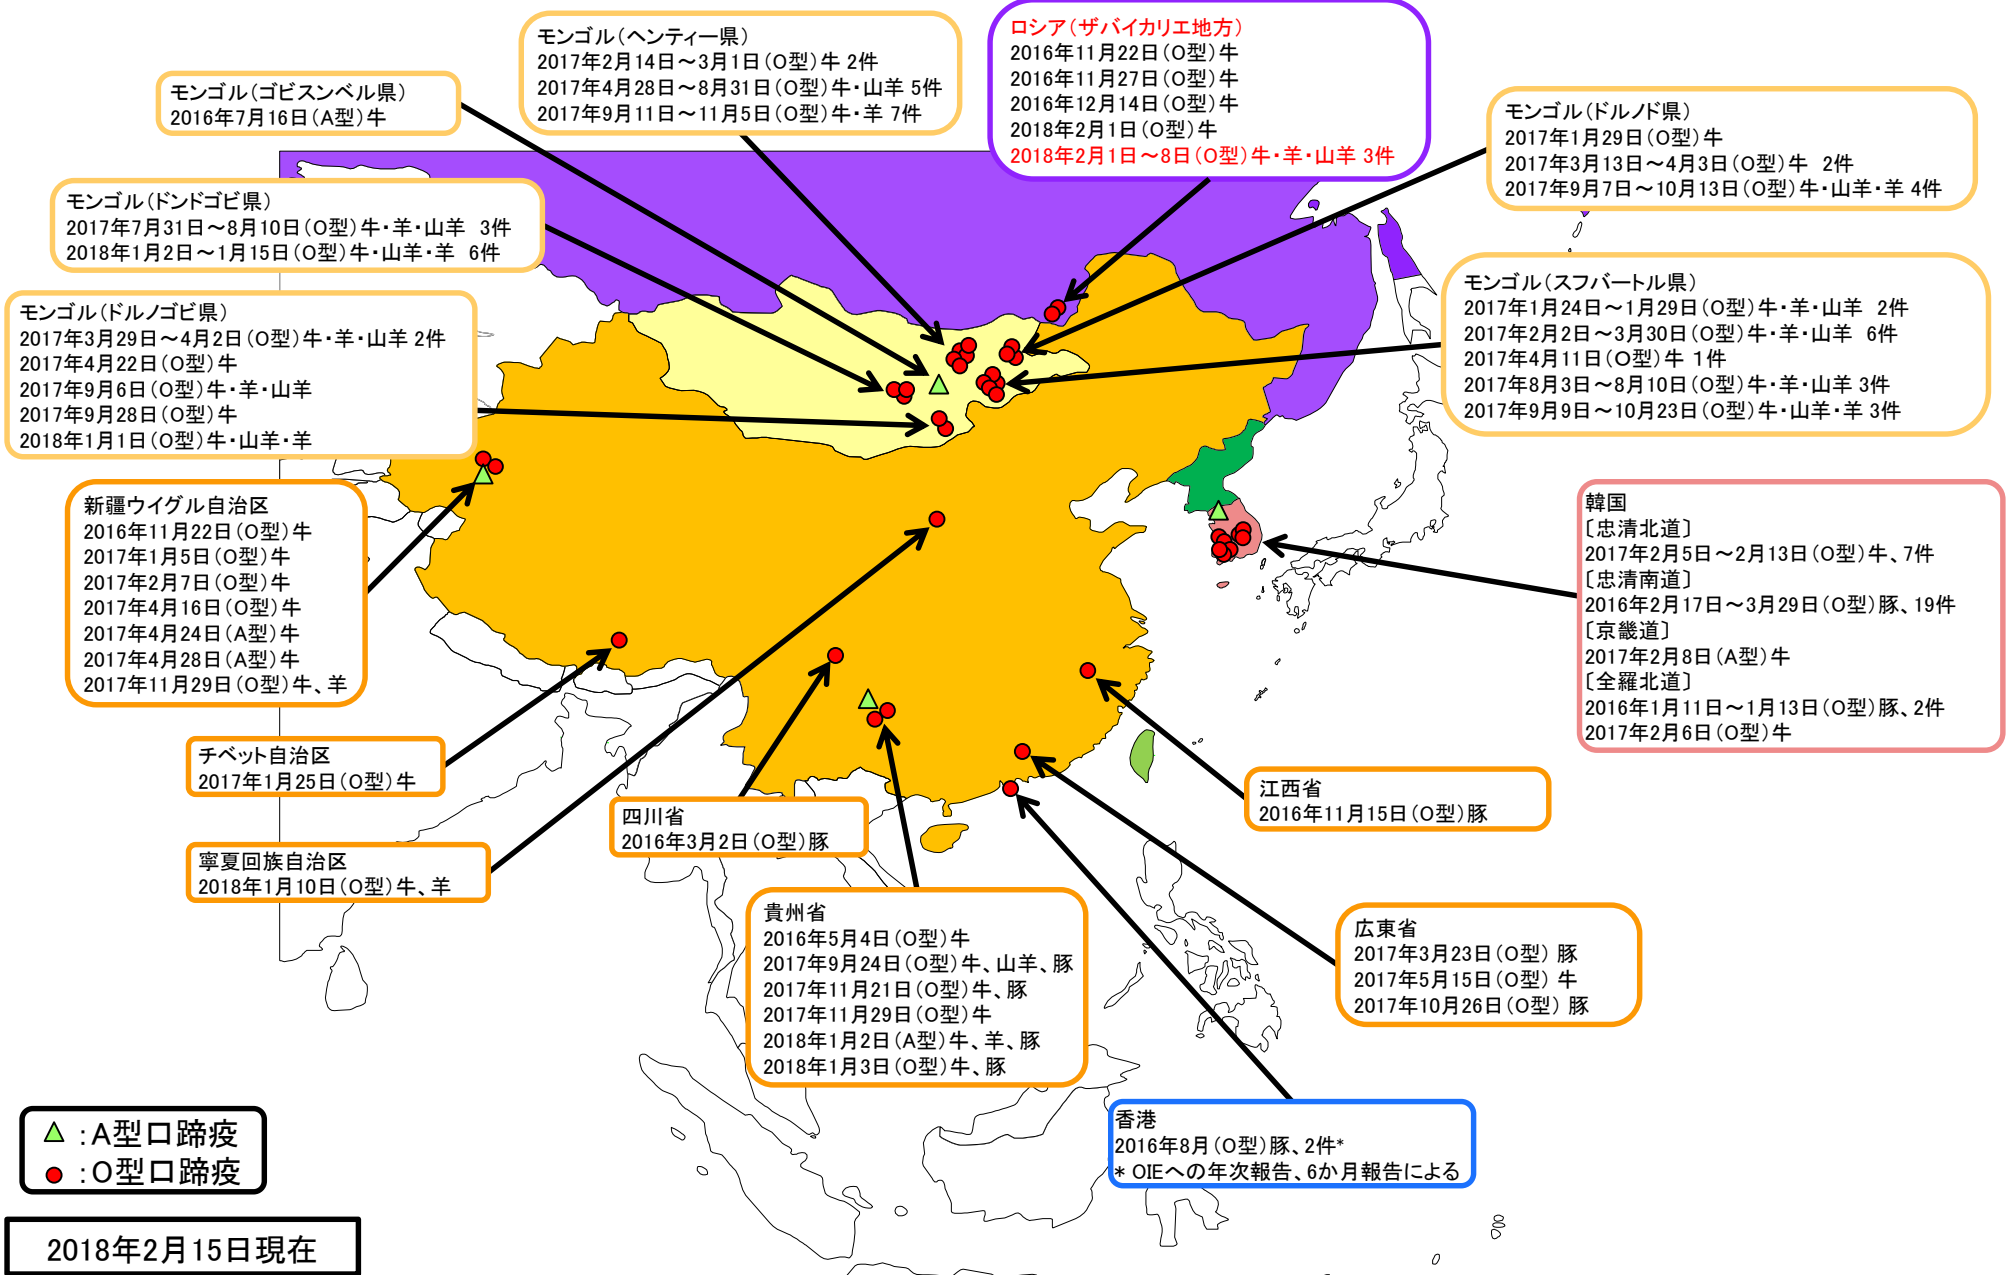 モンゴル（ヘンティー県）
2017年2月14日～3月1日（O型）牛 2件
2017年4月28日～8月31日（O型）牛・山羊 5件
2017年9月11日～11月5日（O型）牛・羊 7件
ロシア（ザバイカリエ地方）
2016年11月22日（O型）牛
2016年11月27日（O型）牛
2016年12月14日（O型）牛
2018年2月1日（O型）牛
2018年2月1日～8日（O型）牛・羊・山羊 3件
モンゴル（ゴビスンベル県）
2016年7月16日（A型）牛
モンゴル（ドルノド県）
2017年1月29日（O型）牛
2017年3月13日～4月3日（O型）牛 2件
2017年9月7日～10月13日（O型）牛・山羊・羊 4件
モンゴル（ドンドゴビ県）
2017年7月31日～8月10日（O型）牛・羊・山羊 3件
2018年1月2日～1月15日（O型）牛・山羊・羊 6件
モンゴル（スフバートル県）
2017年1月24日～1月29日（O型）牛・羊・山羊 2件
2017年2月2日～3月30日（O型）牛・羊・山羊 6件
2017年4月11日（O型）牛 1件
2017年8月3日～8月10日（O型）牛・羊・山羊 3件
2017年9月9日～10月23日（O型）牛・山羊・羊 3件
モンゴル（ドルノゴビ県）
2017年3月29日～4月2日（O型）牛・羊・山羊 2件
2017年4月22日（O型）牛
2017年9月6日（O型）牛・羊・山羊
2017年9月28日（O型）牛
2018年1月1日（O型）牛・山羊・羊
新疆ウイグル自治区
2016年11月22日（O型）牛
2017年1月5日（O型）牛
2017年2月7日（O型）牛
2017年4月16日（O型）牛
2017年4月24日（A型）牛
2017年4月28日（A型）牛
2017年11月29日（O型）牛、羊
韓国
〔忠清北道〕
2017年2月5日～2月13日（O型）牛、7件
〔忠清南道〕
2016年2月17日～3月29日（O型）豚、19件
〔京畿道〕
2017年2月8日（A型）牛
〔全羅北道〕
2016年1月11日～1月13日（O型）豚、2件
2017年2月6日（O型）牛
チベット自治区
2017年1月25日（O型）牛
江西省
2016年11月15日（O型）豚
四川省
2016年3月2日（O型）豚
寧夏回族自治区
2018年1月10日（O型）牛、羊
貴州省
2016年5月4日（O型）牛
2017年9月24日（O型）牛、山羊、豚
2017年11月21日（O型）牛、豚
2017年11月29日（O型）牛
2018年1月2日（A型）牛、羊、豚
2018年1月3日（O型）牛、豚
広東省
2017年3月23日（O型） 豚
2017年5月15日（O型） 牛
2017年10月26日（O型） 豚
香港
2016年8月（O型）豚、2件*
* OIEへの年次報告、6か月報告による
△ ：A型口蹄疫
● ：O型口蹄疫
2018年2月15日現在